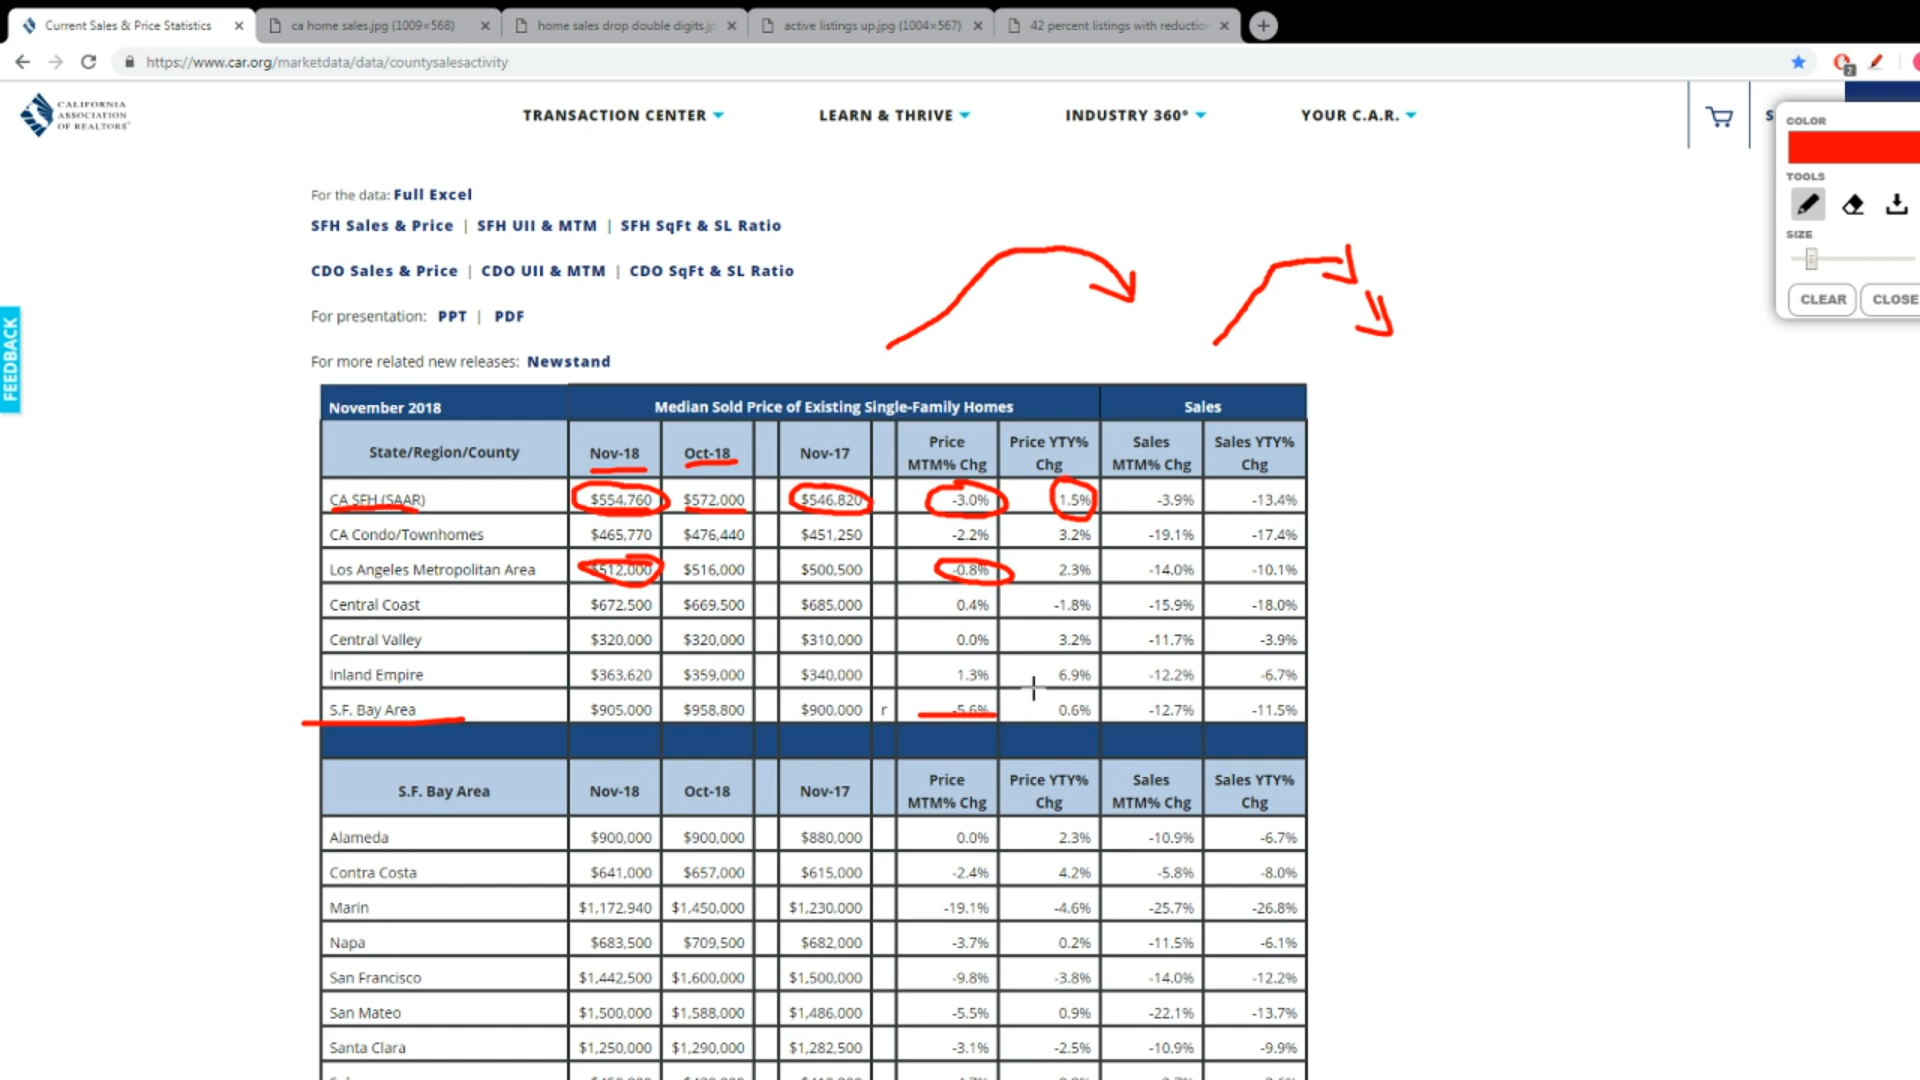 Current Sales & Price Statistics
ca home sales.jpg (1009×568)
home sales drop double digits.jp
active listings up.jpg (1004×567)
42 percent listings with reductio
https://www.car.org/marketdata/data/countysalesactivity
2
CALIFORNIA
ASSOCIATION
OF REALTORS®
TRANSACTION CENTER
LEARN & THRIVE
INDUSTRY 360°
YOUR C.A.R.
S
COLOR
TOOLS
SIZE
CLEAR
CLOSE
FEEDBACK
For the data: Full Excel
SFH Sales & Price | SFH UII & MTM | SFH SqFt & SL Ratio
CDO Sales & Price | CDO UII & MTM | CDO SqFt & SL Ratio
For presentation: PPT | PDF
For more related new releases: Newstand
November 2018 Median Sold Price of Existing Single-Family Homes Sales
State/Region/County Nov-18 Oct-18 Nov-17 Price MTM% Chg Price YTY% Chg Sales MTM% Chg Sales YTY% Chg
CA SFH (SAAR) $554,760 $572,000 $546,820 -3.0% 1.5% -3.9% -13.4%
CA Condo/Townhomes $465,770 $476,440 $451,250 -2.2% 3.2% -19.1% -17.4%
Los Angeles Metropolitan Area $512,000 $516,000 $500,500 -0.8% 2.3% -14.0% -10.1%
Central Coast $672,500 $669,500 $685,000 0.4% -1.8% -15.9% -18.0%
Central Valley $320,000 $320,000 $310,000 0.0% 3.2% -11.7% -3.9%
Inland Empire $363,620 $359,000 $340,000 1.3% 6.9% -12.2% -6.7%
S.F. Bay Area $905,000 $958,800 $900,000 r -5.6% 0.6% -12.7% -11.5%
S.F. Bay Area Nov-18 Oct-18 Nov-17 Price MTM% Chg Price YTY% Chg Sales MTM% Chg Sales YTY% Chg
Alameda $900,000 $900,000 $880,000 0.0% 2.3% -10.9% -6.7%
Contra Costa $641,000 $657,000 $615,000 -2.4% 4.2% -5.8% -8.0%
Marin $1,172,940 $1,450,000 $1,230,000 -19.1% -4.6% -25.7% -26.8%
Napa $683,500 $709,500 $682,000 -3.7% 0.2% -11.5% -6.1%
San Francisco $1,442,500 $1,600,000 $1,500,000 -9.8% -3.8% -14.0% -12.2%
San Mateo $1,500,000 $1,588,000 $1,486,000 -5.5% 0.9% -22.1% -13.7%
Santa Clara $1,250,000 $1,290,000 $1,282,500 -3.1% -2.5% -10.9% -9.9%